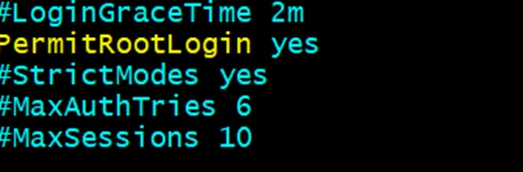 #LoginGraceTime 2m
PermitRootLogin yes
#StrictModes yes
#MaxAuthTries 6
#MaxSessions 10